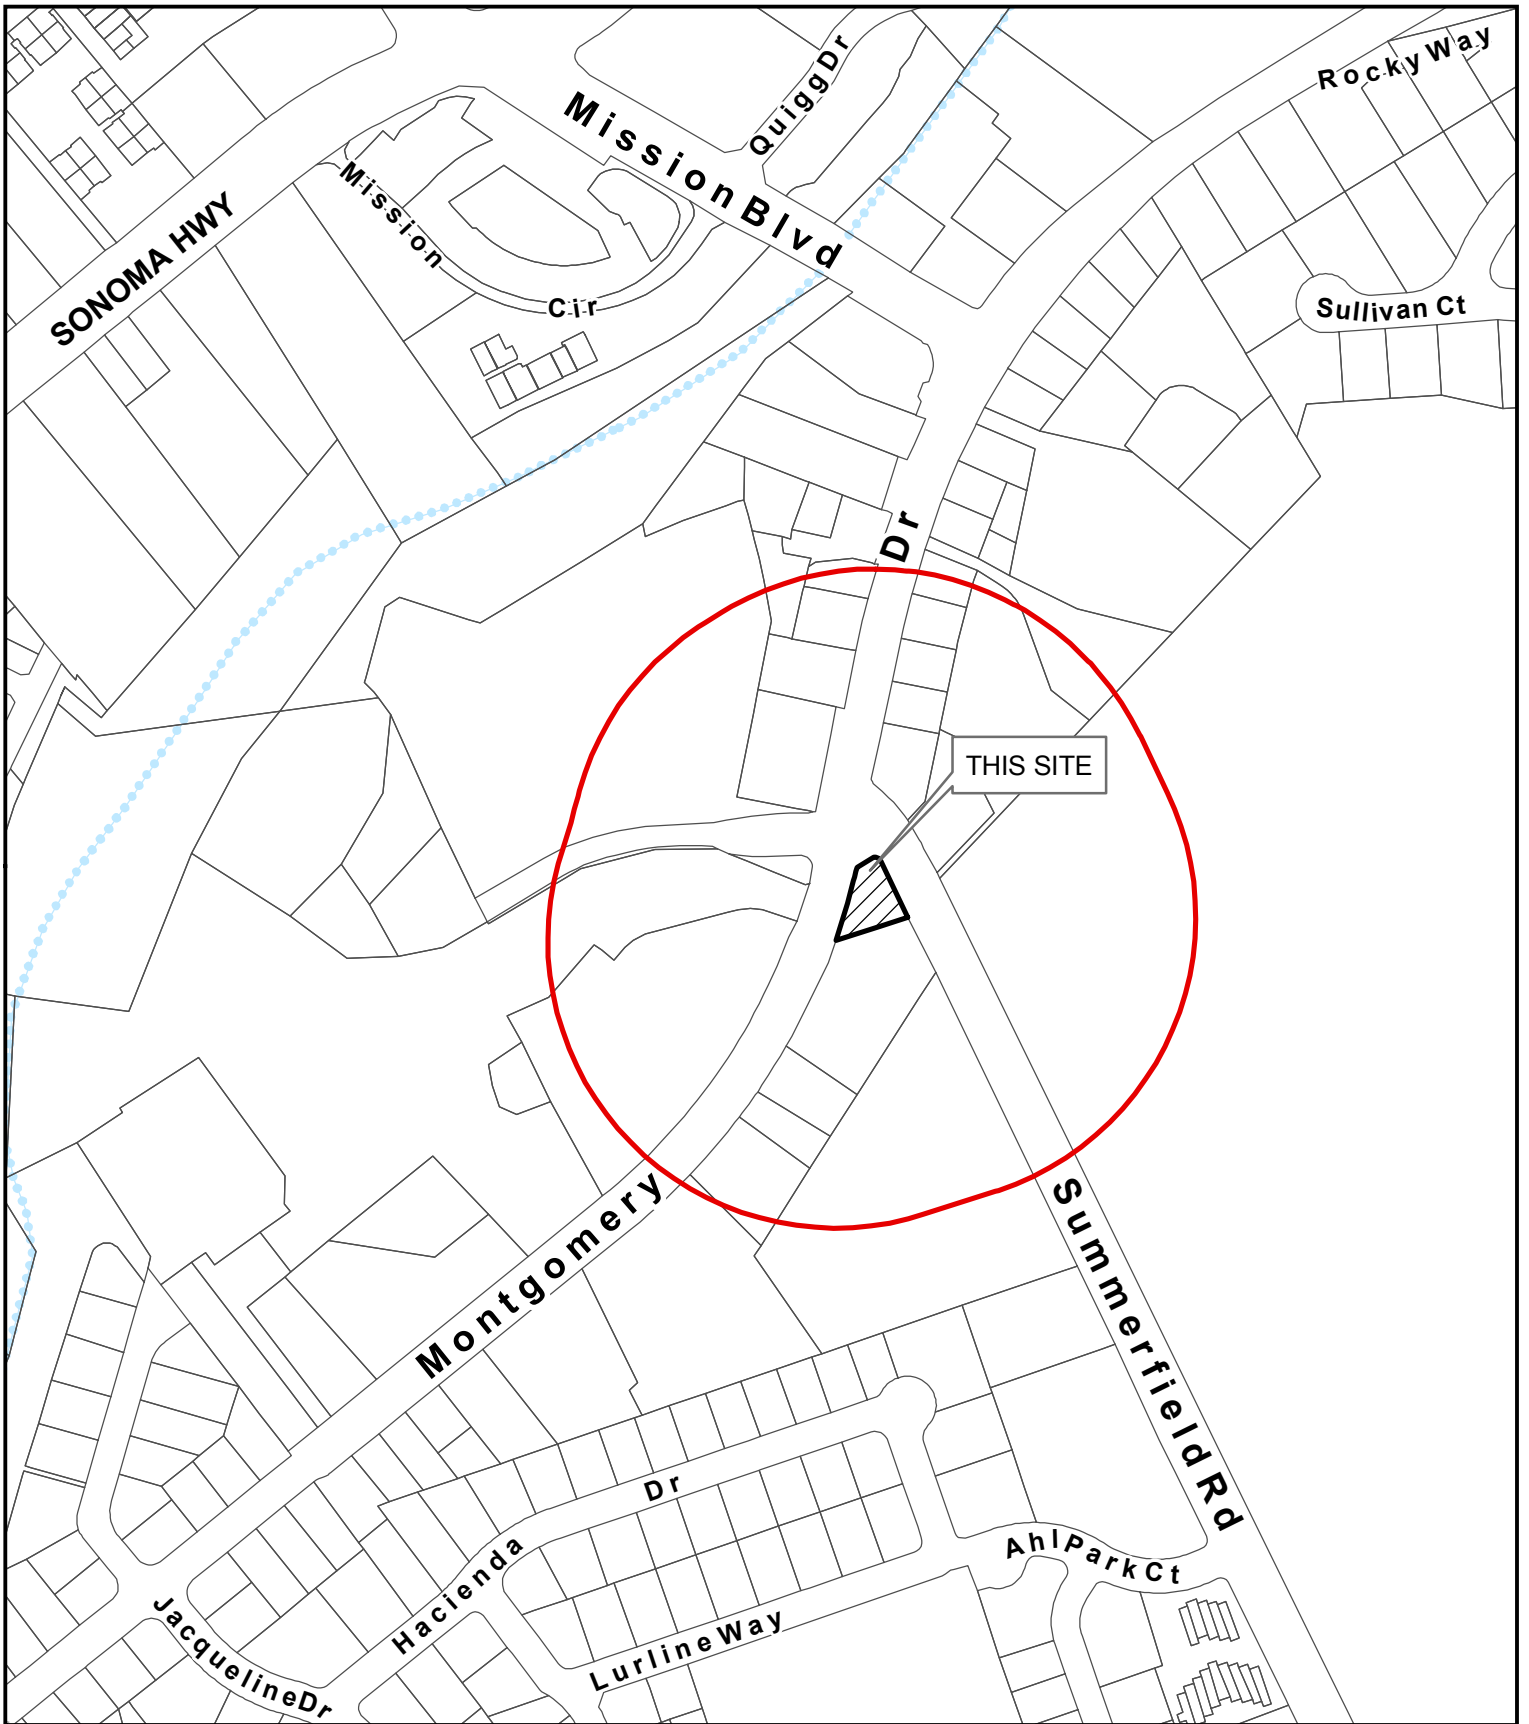 Quigg Dr
Rocky Way
Mission Blvd
Mission
Cir
SONOMA HWY
Sullivan Ct
Dr
THIS SITE
Montgomery
Summerfield Rd
Dr
Hacienda
Ahl Park Ct
Jacqueline Dr
Lurline Way